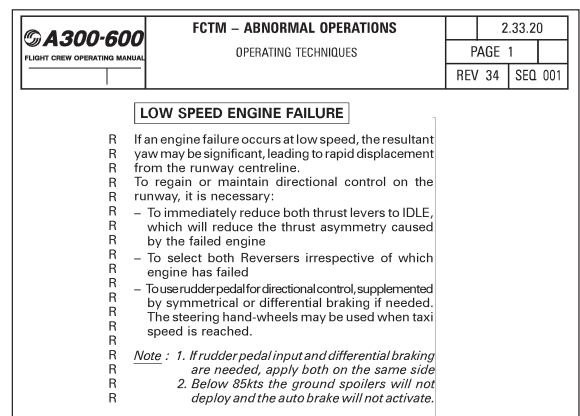 A300-600
FLIGHT CREW OPERATING MANUAL
FCTM – ABNORMAL OPERATIONS
OPERATING TECHNIQUES
2.33.20
PAGE 1
REV 34 SEQ 001
LOW SPEED ENGINE FAILURE
R If an engine failure occurs at low speed, the resultant
R yaw may be significant, leading to rapid displacement
R from the runway centreline.
R To regain or maintain directional control on the
R runway, it is necessary:
R – To immediately reduce both thrust levers to IDLE,
R which will reduce the thrust asymmetry caused
R by the failed engine
R – To select both Reversers irrespective of which
R engine has failed
R – To use rudder pedal for directional control, supplemented
R by symmetrical or differential braking if needed.
R The steering hand-wheels may be used when taxi
R speed is reached.
R
R Note : 1. If rudder pedal input and differential braking
R are needed, apply both on the same side
R 2. Below 85kts the ground spoilers will not
R deploy and the auto brake will not activate.